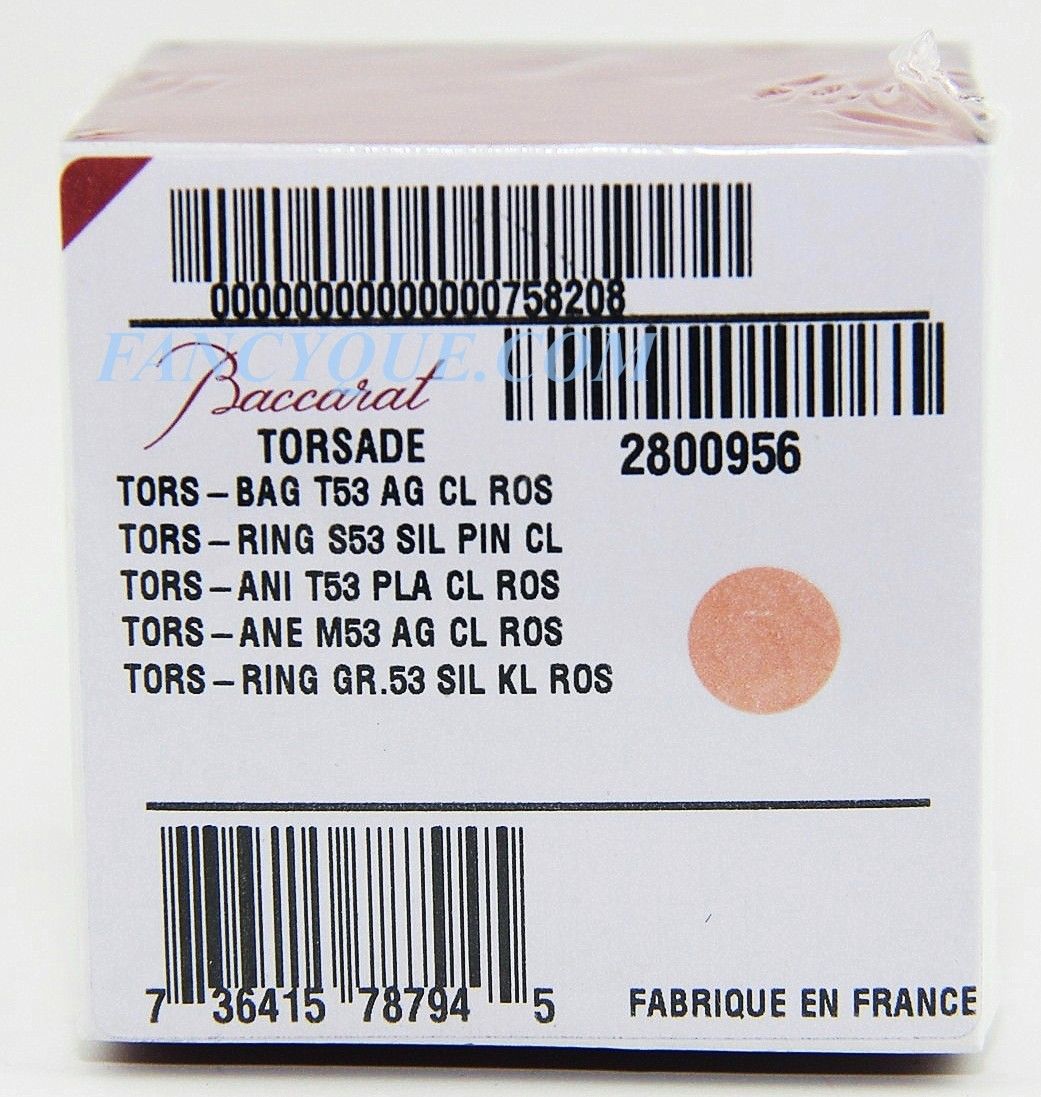 00000000000000758208
FANCYQUE.COM
Baccarat
TORSADE
2800956
TORS-BAG T53 AG CL ROS
TORS-RING S53 SIL PIN CL
TORS-ANI T53 PLA CL ROS
TORS-ANE M53 AG CL ROS
TORS-RING GR.53 SIL KL ROS
7 36415 78794 5
FABRIQUE EN FRANCE